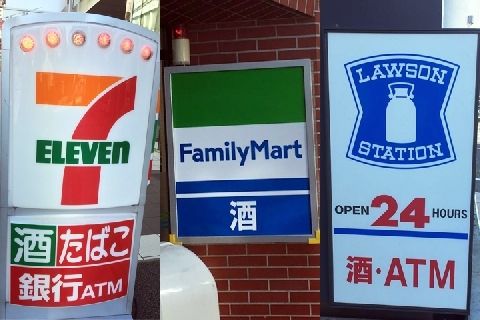 7
ELEVEN
酒 たばこ
銀行ATM
FamilyMart
酒
LAWSON
STATION
OPEN 24 HOURS
酒・ATM